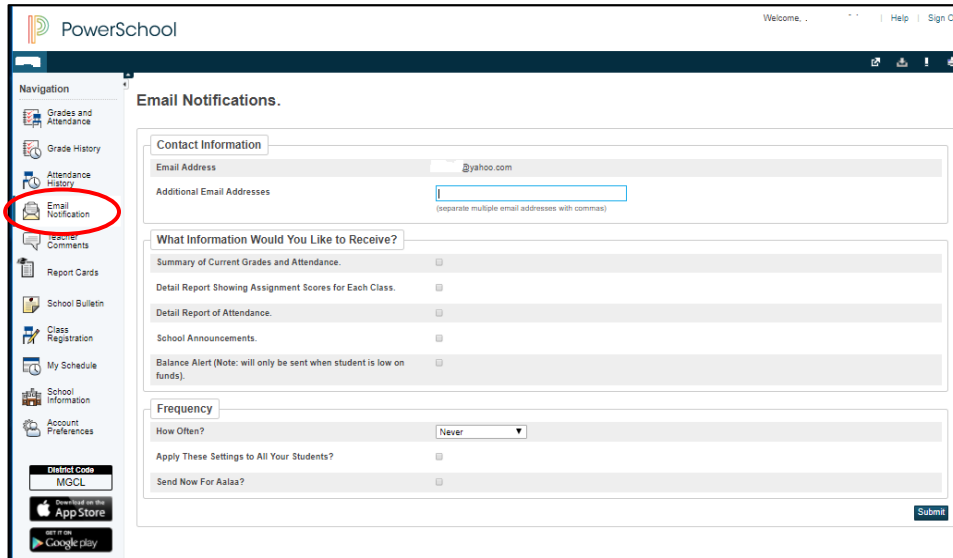 PowerSchool
Welcome, .
Help
Sign O
Navigation
Grades and
Attendance
Grade History
Attendance
History
Email
Notification
Teacher
Comments
Report Cards
School Bulletin
Class
Registration
My Schedule
School
Information
Account
Preferences
District Code
MGCL
Download on the
App Store
GET IT ON
Google play
Email Notifications.
Contact Information
Email Address
@yahoo.com
Additional Email Addresses
(separate multiple email addresses with commas)
What Information Would You Like to Receive?
Summary of Current Grades and Attendance.
Detail Report Showing Assignment Scores for Each Class.
Detail Report of Attendance.
School Announcements.
Balance Alert (Note: will only be sent when student is low on
funds).
Frequency
How Often?
Never
Apply These Settings to All Your Students?
Send Now For Aalaa?
Submit